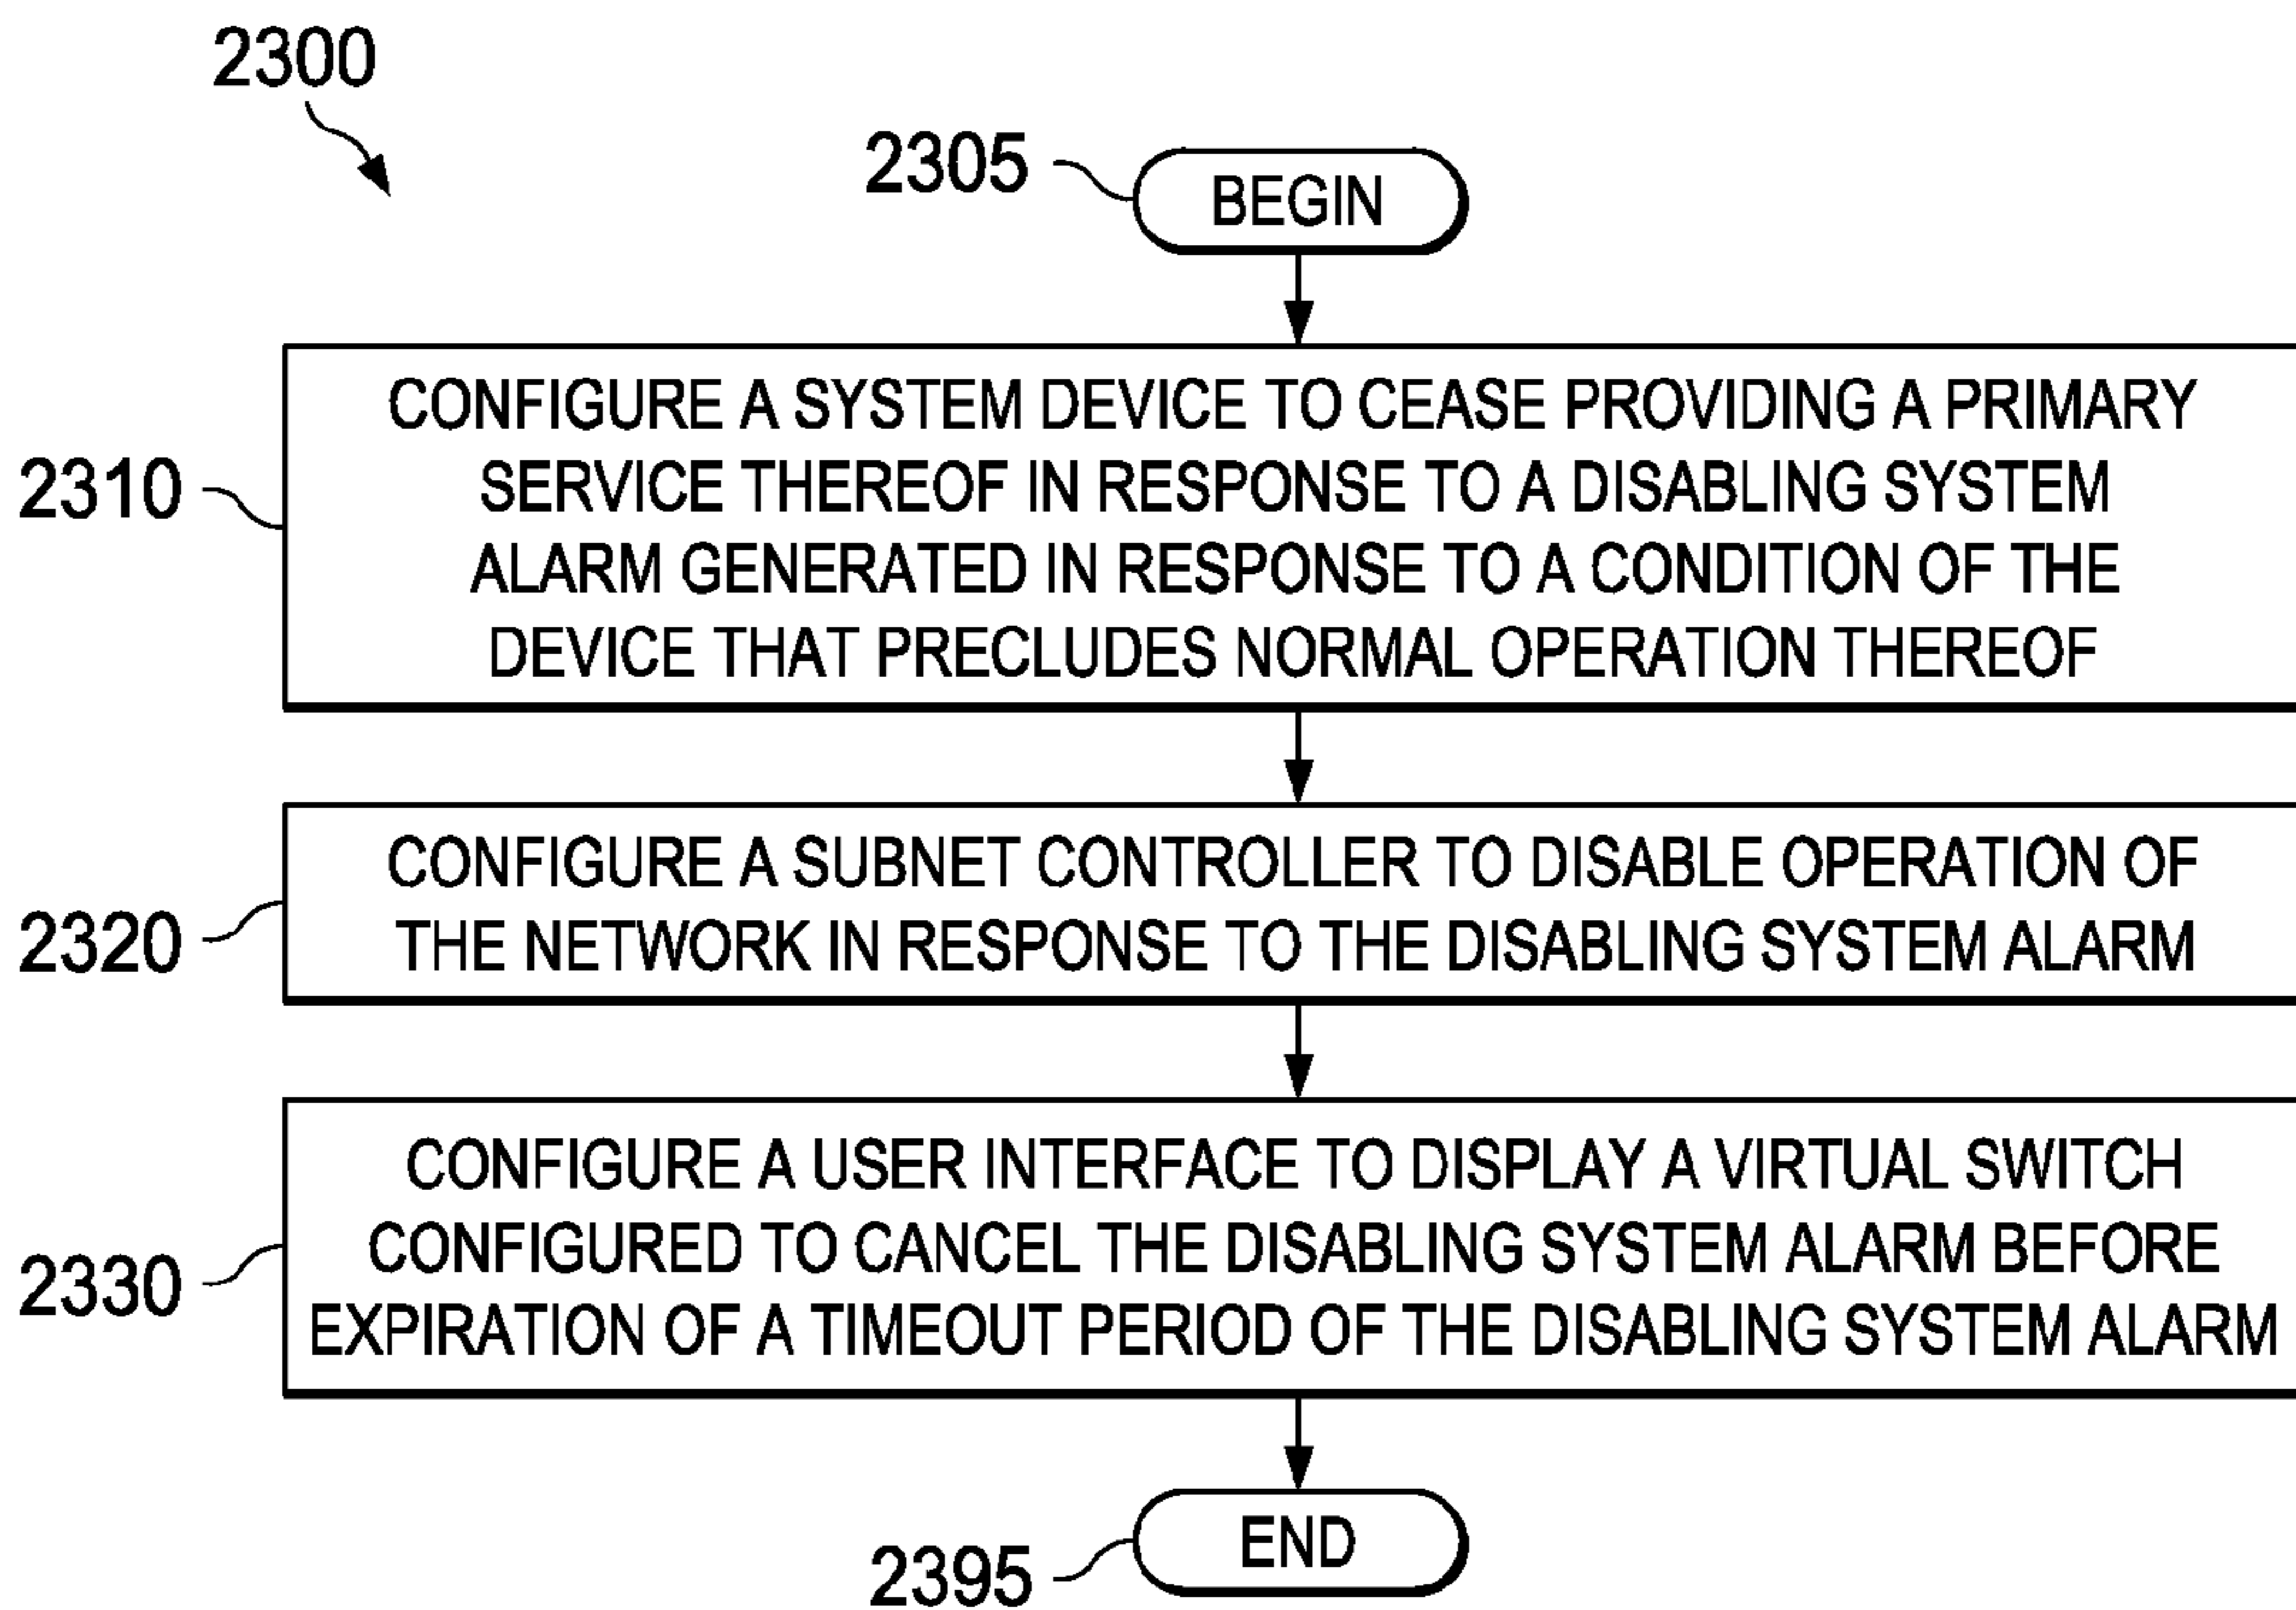 2300
2305
BEGIN
2310
CONFIGURE A SYSTEM DEVICE TO CEASE PROVIDING A PRIMARY
SERVICE THEREOF IN RESPONSE TO A DISABLING SYSTEM
ALARM GENERATED IN RESPONSE TO A CONDITION OF THE
DEVICE THAT PRECLUDES NORMAL OPERATION THEREOF
2320
CONFIGURE A SUBNET CONTROLLER TO DISABLE OPERATION OF
THE NETWORK IN RESPONSE TO THE DISABLING SYSTEM ALARM
2330
CONFIGURE A USER INTERFACE TO DISPLAY A VIRTUAL SWITCH
CONFIGURED TO CANCEL THE DISABLING SYSTEM ALARM BEFORE
EXPIRATION OF A TIMEOUT PERIOD OF THE DISABLING SYSTEM ALARM
END
2395